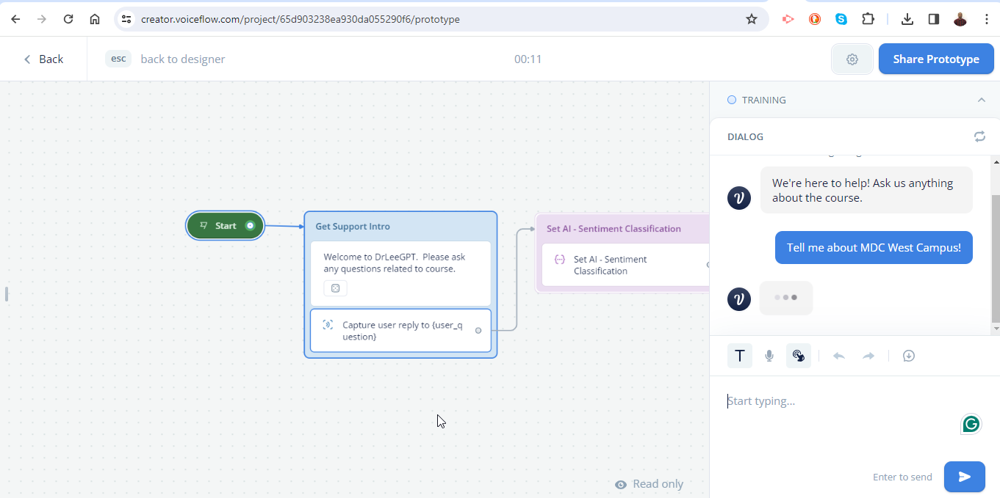 creator.voiceflow.com/project/65d903238ea930da055290f6/prototype
Back
esc
back to designer
00:11
Share Prototype
TRAINING
DIALOG
We're here to help! Ask us anything
about the course.
Tell me about MDC West Campus!
Start
Get Support Intro
Welcome to DrLeeGPT. Please ask
any questions related to course.
Capture user reply to {user_q
uestion}
Set AI - Sentiment Classification
Set AI - Sentiment
Classification
T
Start typing...
Read only
Enter to send